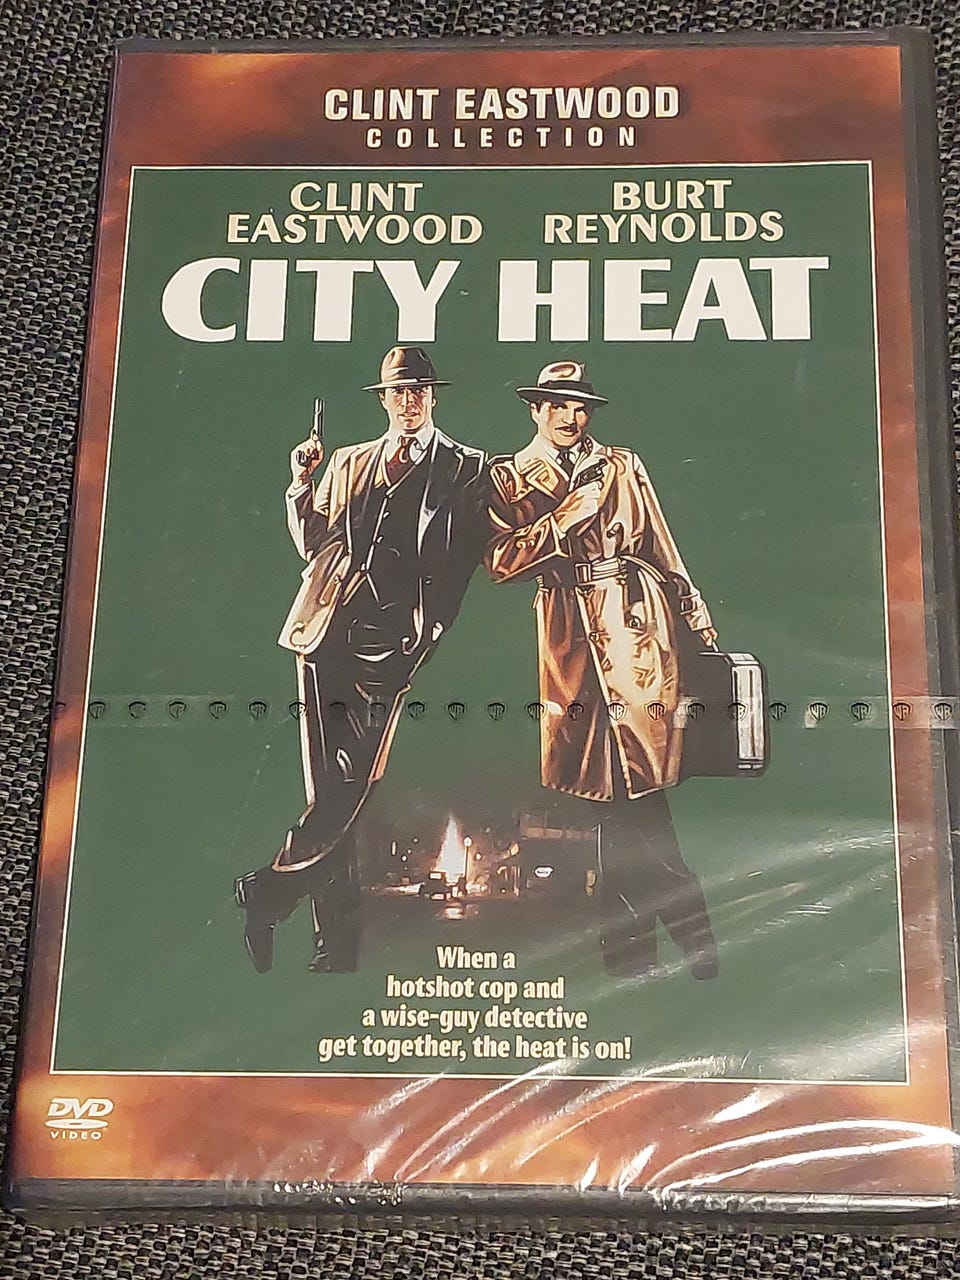 CLINT EASTWOOD
COLLECTION
CLINT
EASTWOOD
BURT
REYNOLDS
CITY HEAT
When a
hotshot cop and
a wise-guy detective
get together, the heat is on!
DVD
VIDEO